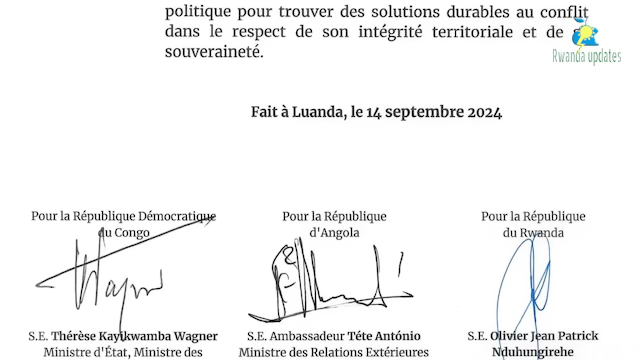 politique pour trouver des solutions durables au conflit
dans le respect de son intégrité territoriale et de
souveraineté.
Rwanda updates
Fait à Luanda, le 14 septembre 2024
Pour la République Démocratique
du Congo
Pour la République
d'Angola
Pour la République
du Rwanda
S.E. Thérèse Kayikwamba Wagner
Ministre d'État, Ministre des
S.E. Ambassadeur Téte António
Ministre des Relations Extérieures
S.E. Olivier Jean Patrick
Nduhungirehe